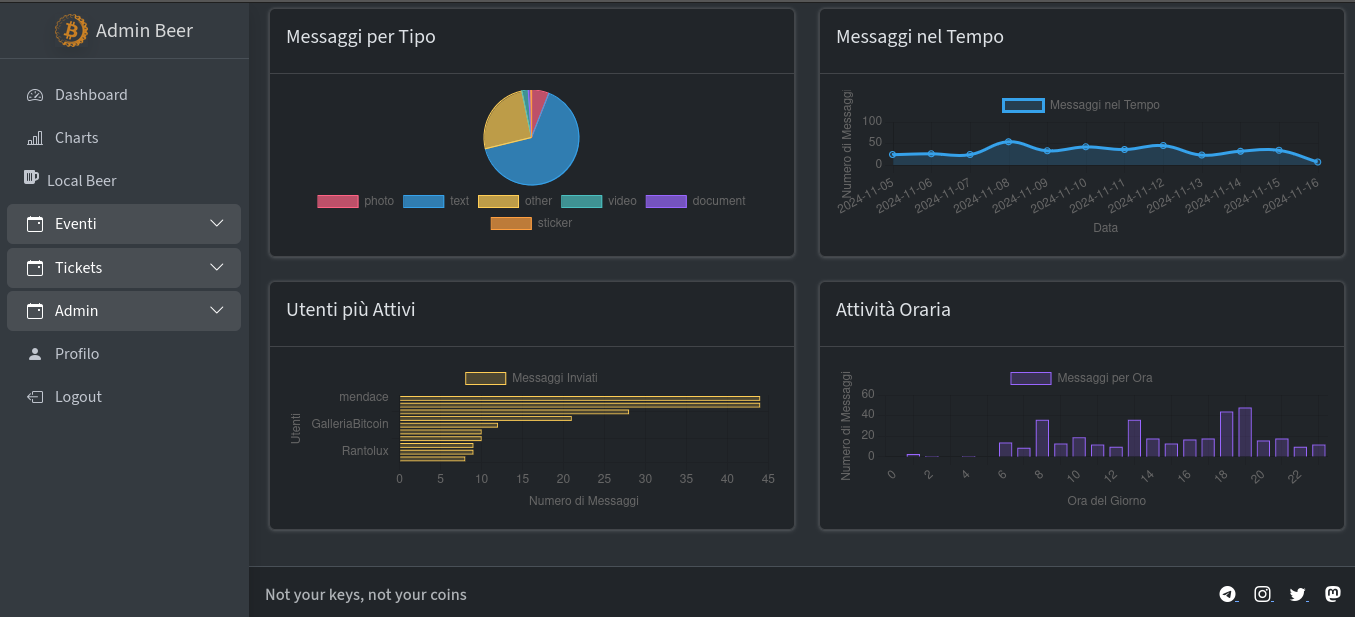 Admin Beer
Dashboard
Charts
Local Beer
Eventi
Tickets
Admin
Profilo
Logout
Messaggi per Tipo
photo text other video document
sticker
Messaggi nel Tempo
Messaggi nel Tempo
Numero di Messaggi
100
50
0
2024-11-05 2024-11-06 2024-11-07 2024-11-08 2024-11-09 2024-11-10 2024-11-11 2024-11-12 2024-11-13 2024-11-14 2024-11-15 2024-11-16
Data
Utenti più Attivi
Messaggi Inviati
Utenti
mendace
GalleriaBitcoin
Rantolux
0 5 10 15 20 25 30 35 40 45
Numero di Messaggi
Attività Oraria
Messaggi per Ora
Numero di Messaggi
60
40
20
0
0 2 4 6 8 10 12 14 16 18 20 22
Ora del Giorno
Not your keys, not your coins